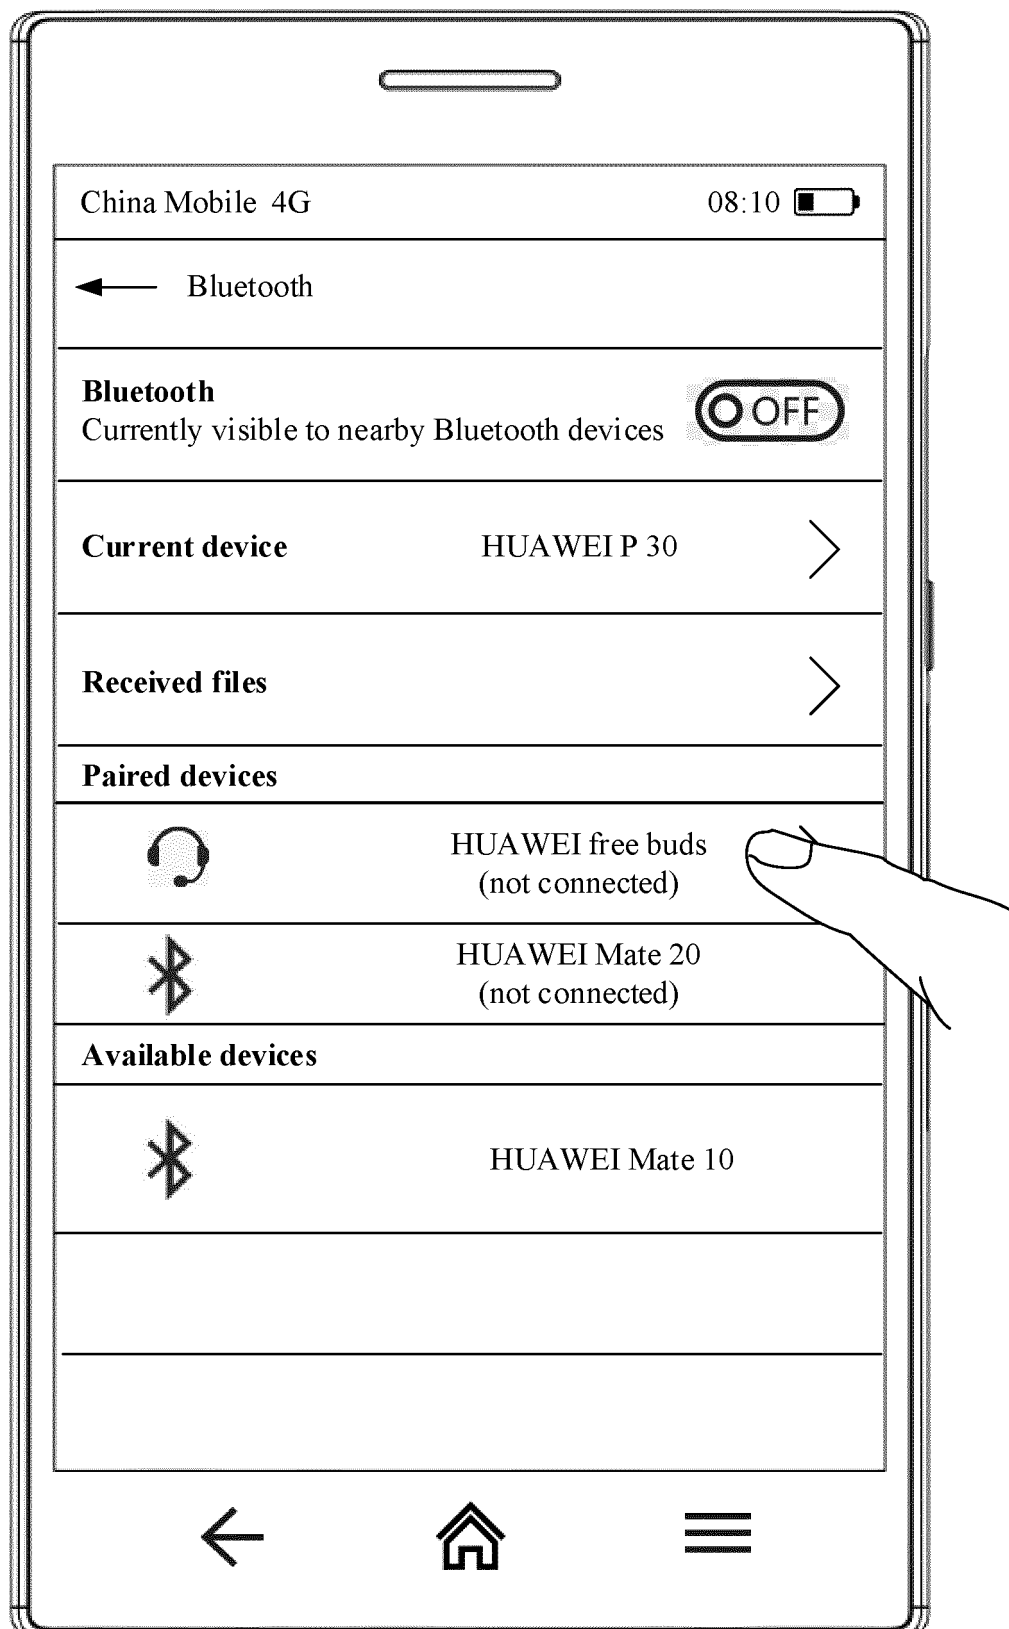 China Mobile 4G 08:10
Bluetooth
Bluetooth
Currently visible to nearby Bluetooth devices OFF
Current device HUAWEI P 30
Received files
Paired devices
HUAWEI free buds
(not connected)
HUAWEI Mate 20
(not connected)
Available devices
HUAWEI Mate 10